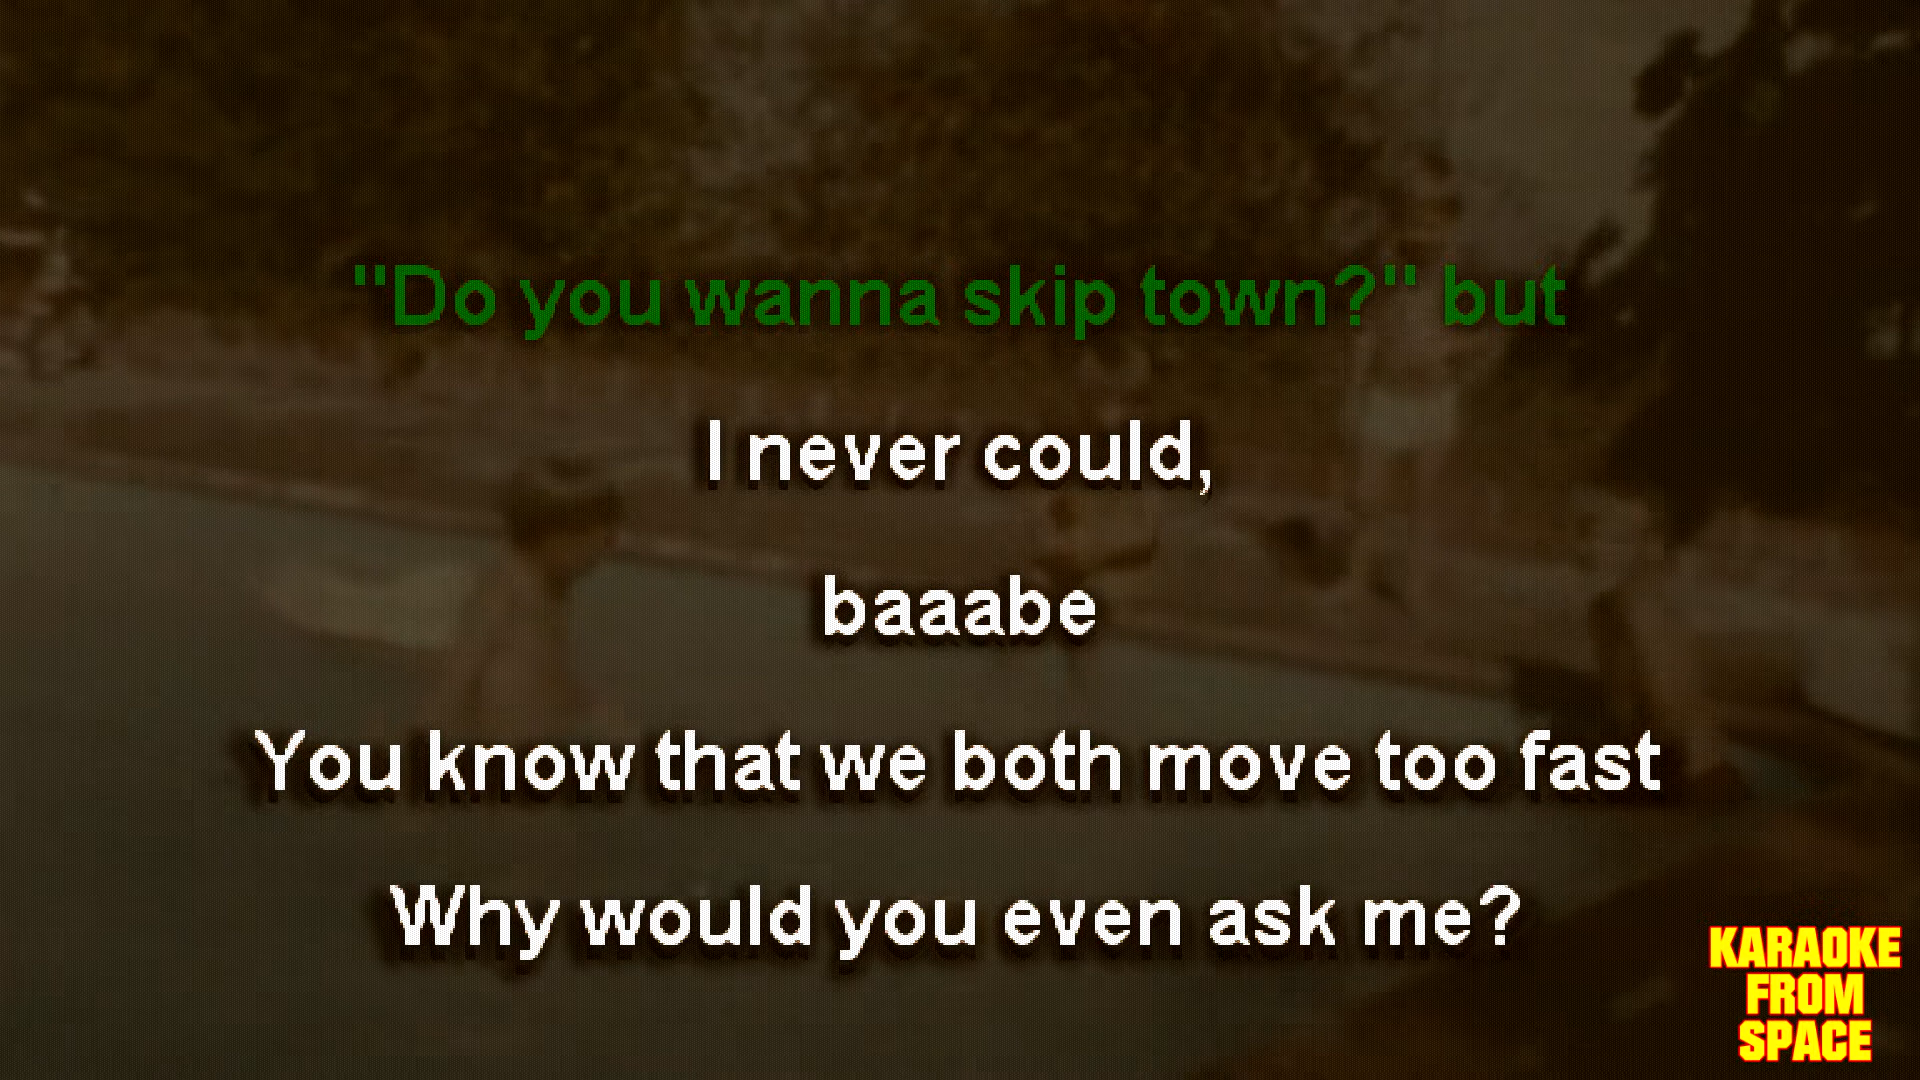 "Do you wanna skip town?" but
I never could,
baaabe
You know that we both move too fast
Why would you even ask me?
KARAOKE
FROM
SPACE